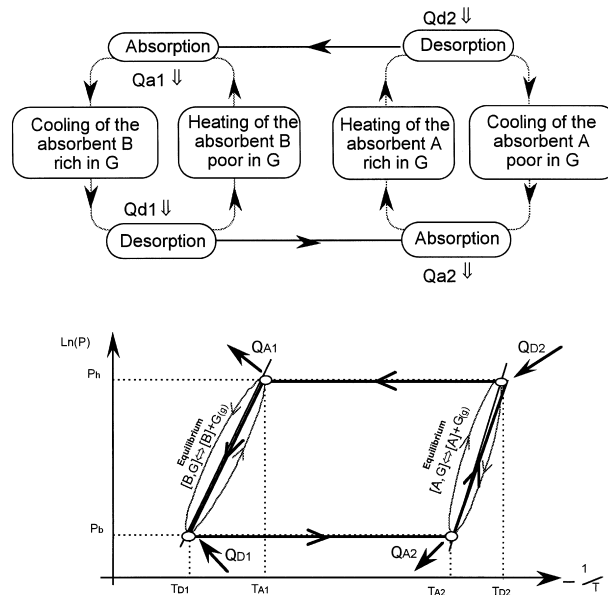 Qd2 ⇓
Absorption
Desorption
Qa1 ⇓
Cooling of the
absorbent B
rich in G
Heating of the
absorbent B
poor in G
Heating of the
absorbent A
rich in G
Cooling of the
absorbent A
poor in G
Qd1 ⇓
Desorption
Absorption
Qa2 ⇓
Ln(P)
Ph
QA1
QD2
Equilibrium
[B,G]⇔[B]+G(g)
Equilibrium
[A,G]⇔[A]+G(g)
Pb
QD1
QA2
TD1
TA1
TA2
TD2
– 1/T